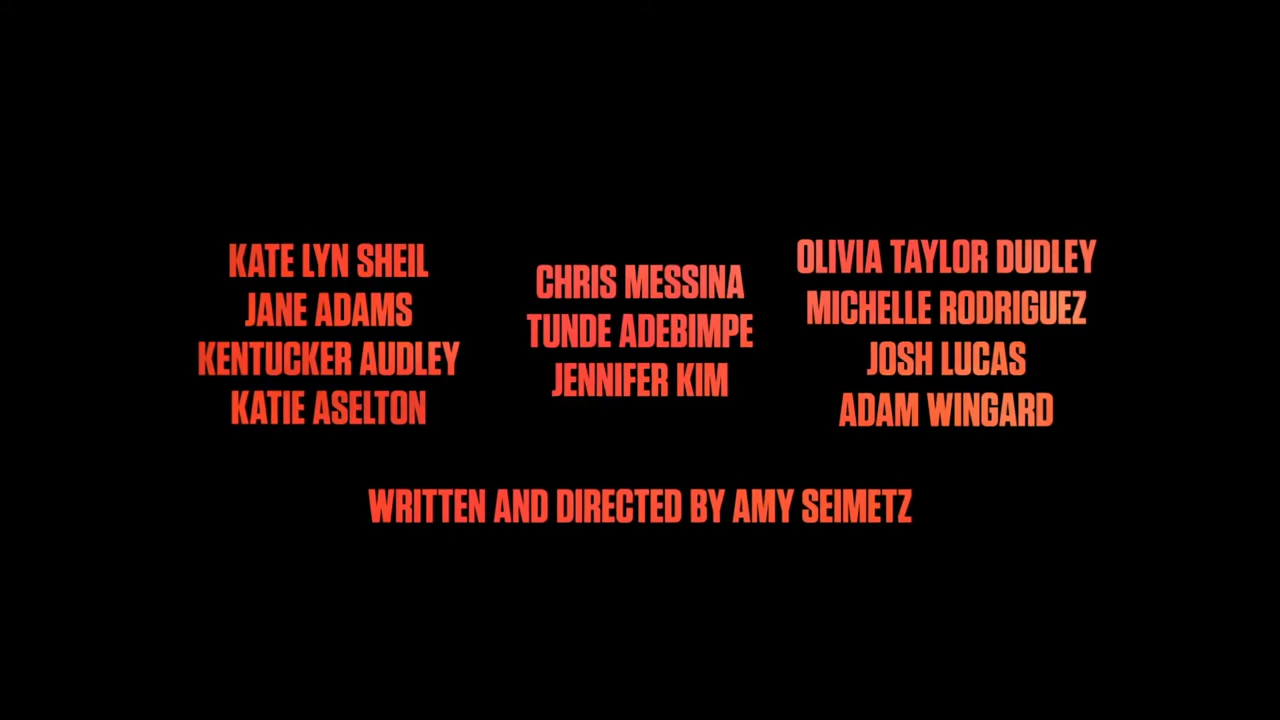 KATE LYN SHEIL
JANE ADAMS
KENTUCKER AUDLEY
KATIE ASELTON
CHRIS MESSINA
TUNDE ADEBIMPE
JENNIFER KIM
OLIVIA TAYLOR DUDLEY
MICHELLE RODRIGUEZ
JOSH LUCAS
ADAM WINGARD
WRITTEN AND DIRECTED BY AMY SEIMETZ